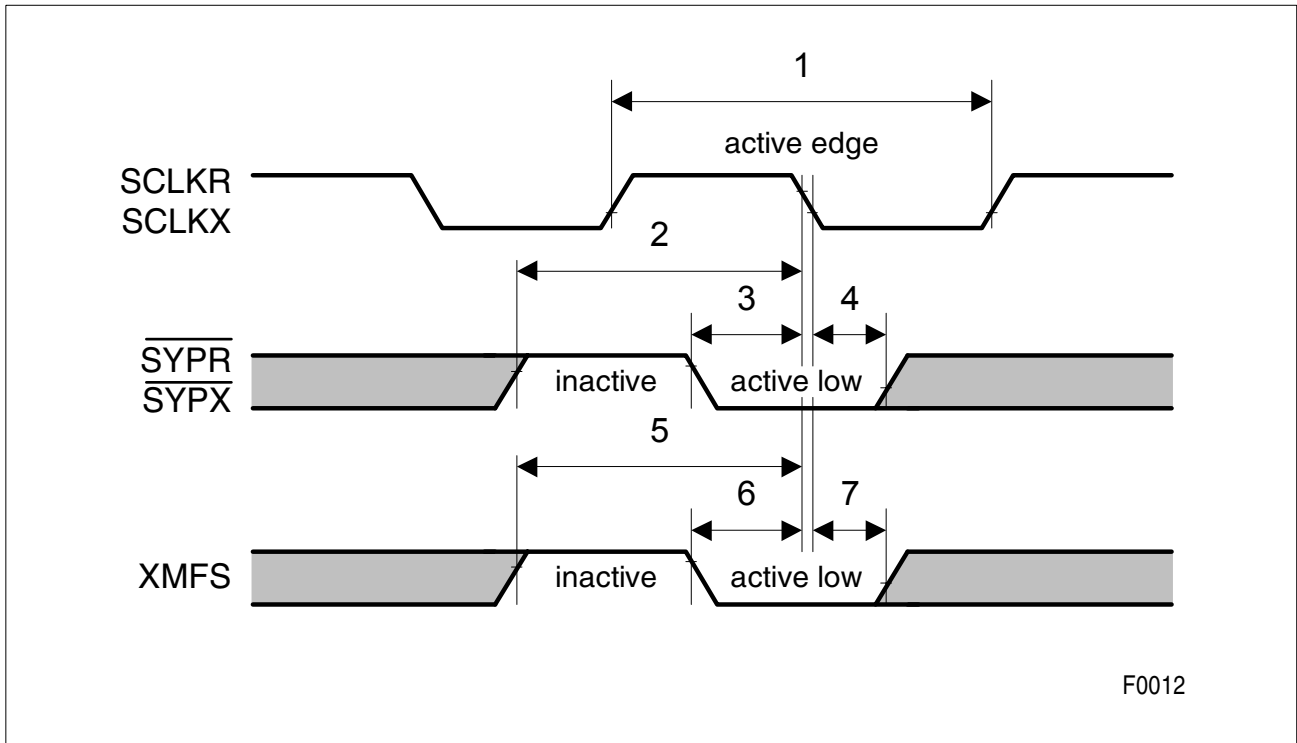 1
active edge
SCLKR
SCLKX
2
3 4
SYPR
SYPX
inactive active low
5
6 7
XMFS inactive active low
F0012